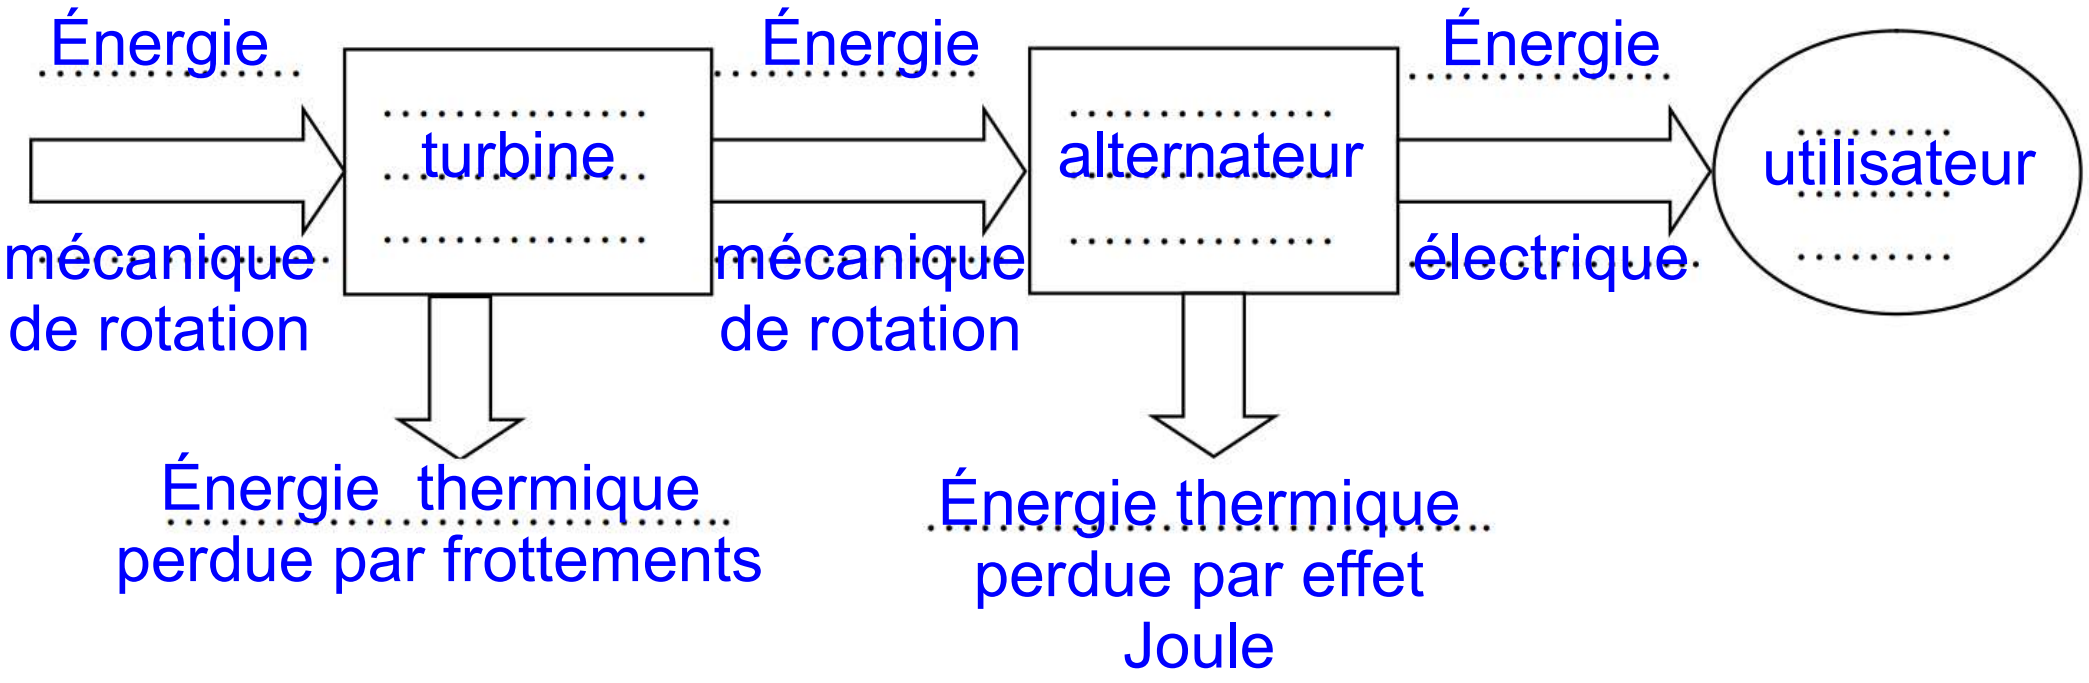 Énergie
mécanique
de rotation
turbine
Énergie thermique
perdue par frottements
Énergie
mécanique
de rotation
alternateur
Énergie thermique
perdue par effet
Joule
Énergie
électrique
utilisateur